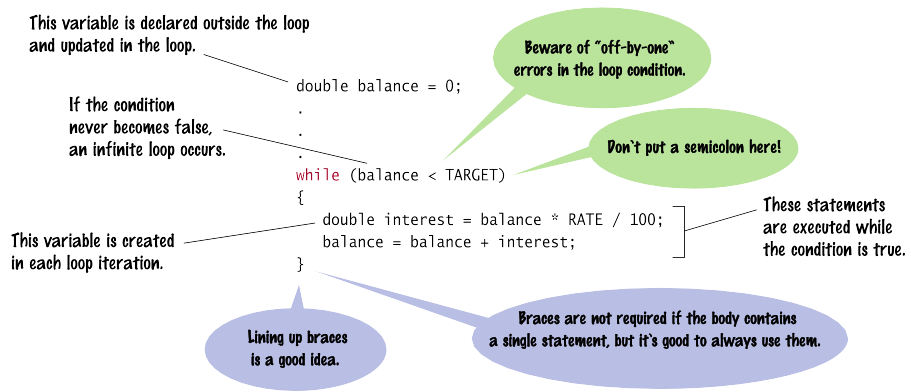 This variable is declared outside the loop
and updated in the loop.
Beware of "off-by-one"
errors in the loop condition.
double balance = 0;
.
.
.
If the condition
never becomes false,
an infinite loop occurs.
Don't put a semicolon here!
while (balance < TARGET)
{
double interest = balance * RATE / 100;
balance = balance + interest;
}
These statements
are executed while
the condition is true.
This variable is created
in each loop iteration.
Lining up braces
is a good idea.
Braces are not required if the body contains
a single statement, but it's good to always use them.